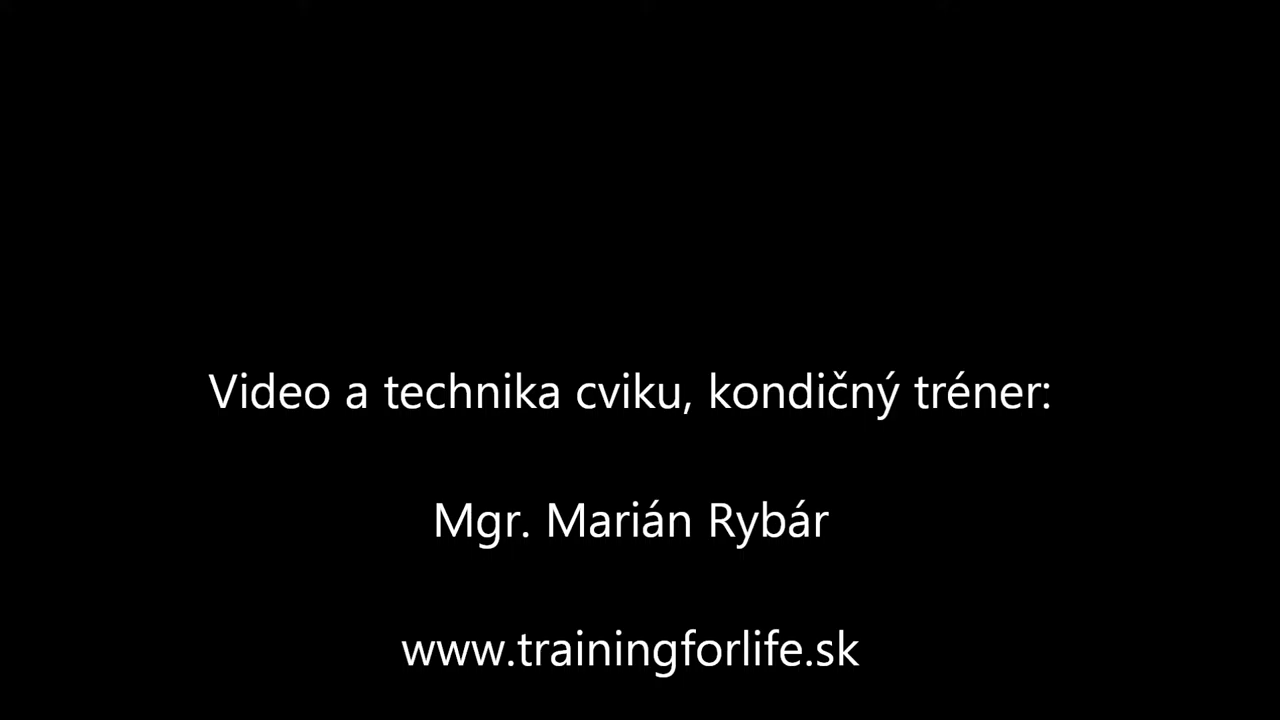 Video a technika cviku, kondičný tréner:
Mgr. Marián Rybár
www.trainingforlife.sk